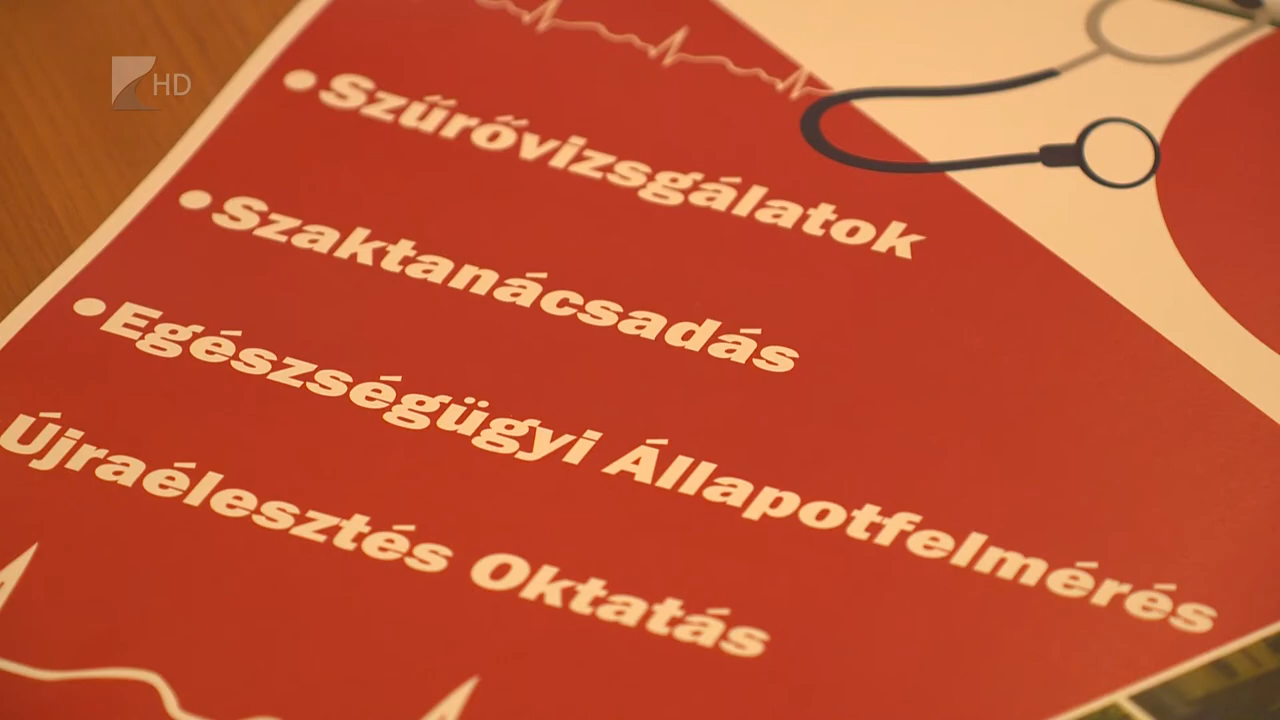 HD
•Szűrővizsgálatok
•Szaktanácsadás
•Egészségügyi Állapotfelmérés
Újraélesztés Oktatás